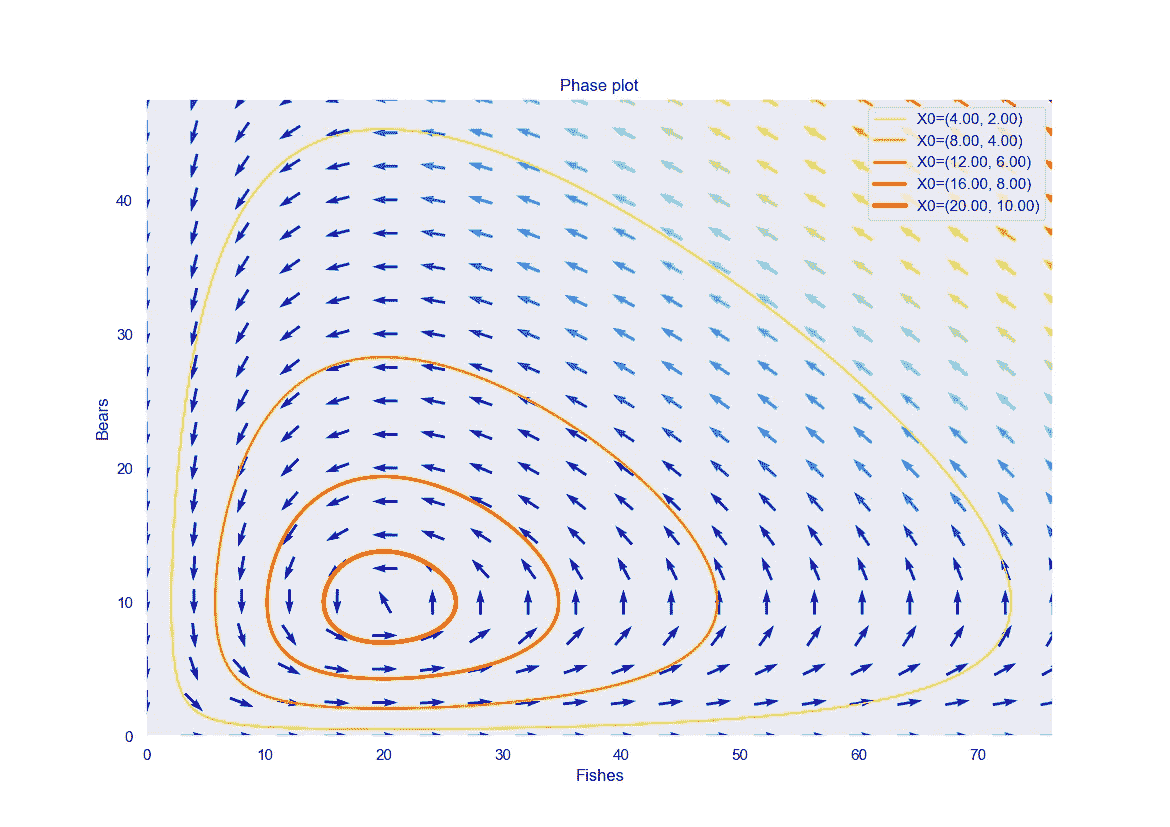 Phase plot
X0=(4.00, 2.00)
X0=(8.00, 4.00)
X0=(12.00, 6.00)
X0=(16.00, 8.00)
X0=(20.00, 10.00)
40
30
20
10
0
Bears
0 10 20 30 40 50 60 70
Fishes